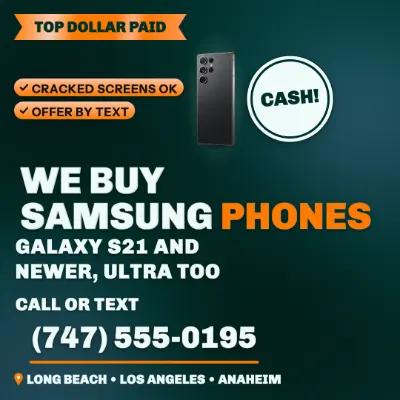 TOP DOLLAR PAID
CRACKED SCREENS OK
OFFER BY TEXT
CASH!
WE BUY
SAMSUNG PHONES
GALAXY S21 AND
NEWER, ULTRA TOO
CALL OR TEXT
(747) 555-0195
LONG BEACH • LOS ANGELES • ANAHEIM